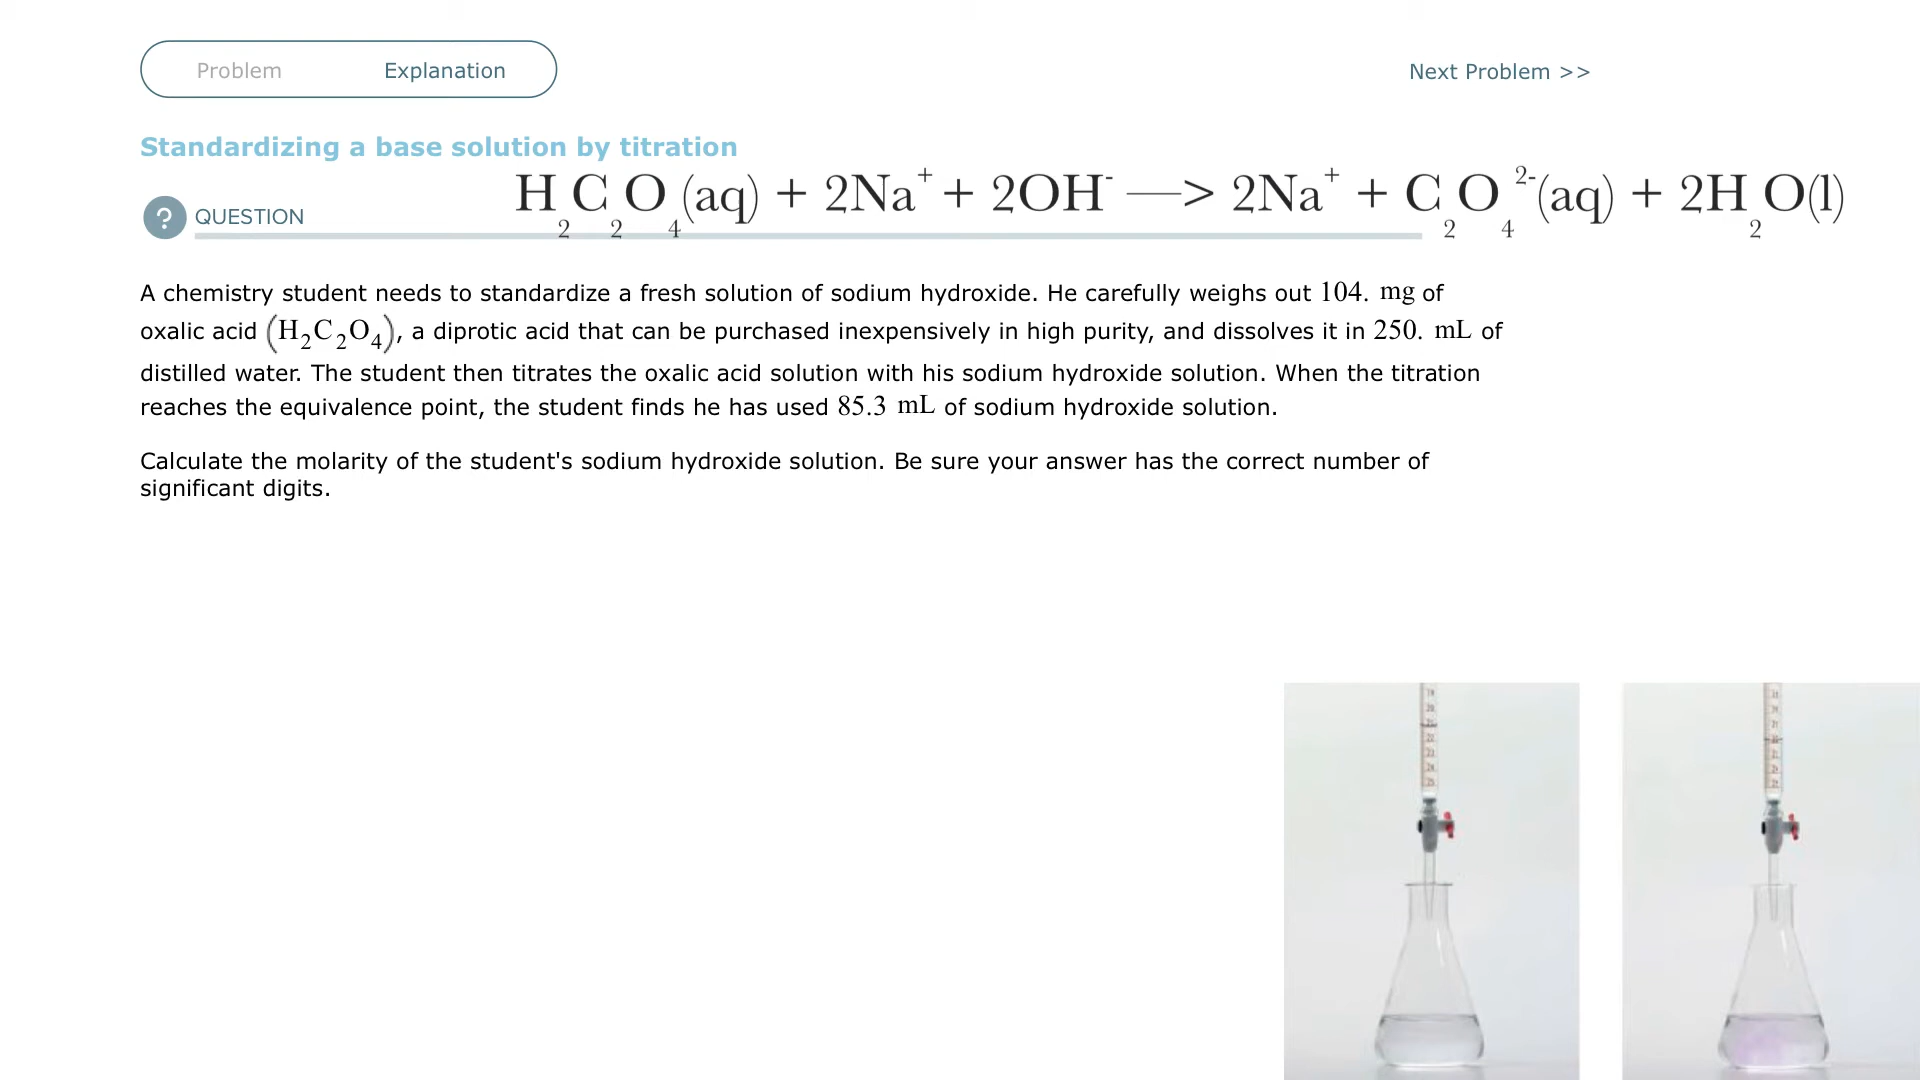 Problem Explanation Next Problem >>
Standardizing a base solution by titration
H₂C₂O₄(aq) + 2Na⁺ + 2OH⁻ —> 2Na⁺ + C₂O₄²⁻(aq) + 2H₂O(l)
? QUESTION
A chemistry student needs to standardize a fresh solution of sodium hydroxide. He carefully weighs out 104. mg of
oxalic acid (H₂C₂O₄), a diprotic acid that can be purchased inexpensively in high purity, and dissolves it in 250. mL of
distilled water. The student then titrates the oxalic acid solution with his sodium hydroxide solution. When the titration
reaches the equivalence point, the student finds he has used 85.3 mL of sodium hydroxide solution.
Calculate the molarity of the student's sodium hydroxide solution. Be sure your answer has the correct number of
significant digits.